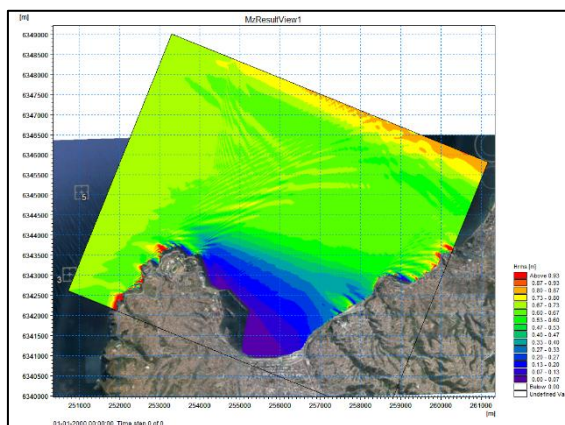 MzResultView1
[m]
6349000
6348500
6348000
6347500
6347000
6346500
6346000
6345500
6345000
6344500
6344000
6343500
6343000
6342500
6342000
6341500
6341000
6340500
6340000
5
3
Hrms [m]
Above 0.93
0.87 - 0.93
0.80 - 0.87
0.73 - 0.80
0.67 - 0.73
0.60 - 0.67
0.53 - 0.60
0.47 - 0.53
0.40 - 0.47
0.33 - 0.40
0.27 - 0.33
0.20 - 0.27
0.13 - 0.20
0.07 - 0.13
0.00 - 0.07
Below 0.00
Undefined Va
251000 252000 253000 254000 255000 256000 257000 258000 259000 260000 261000
[m]
01-01-2000 00:00:00 Time step 0 of 0